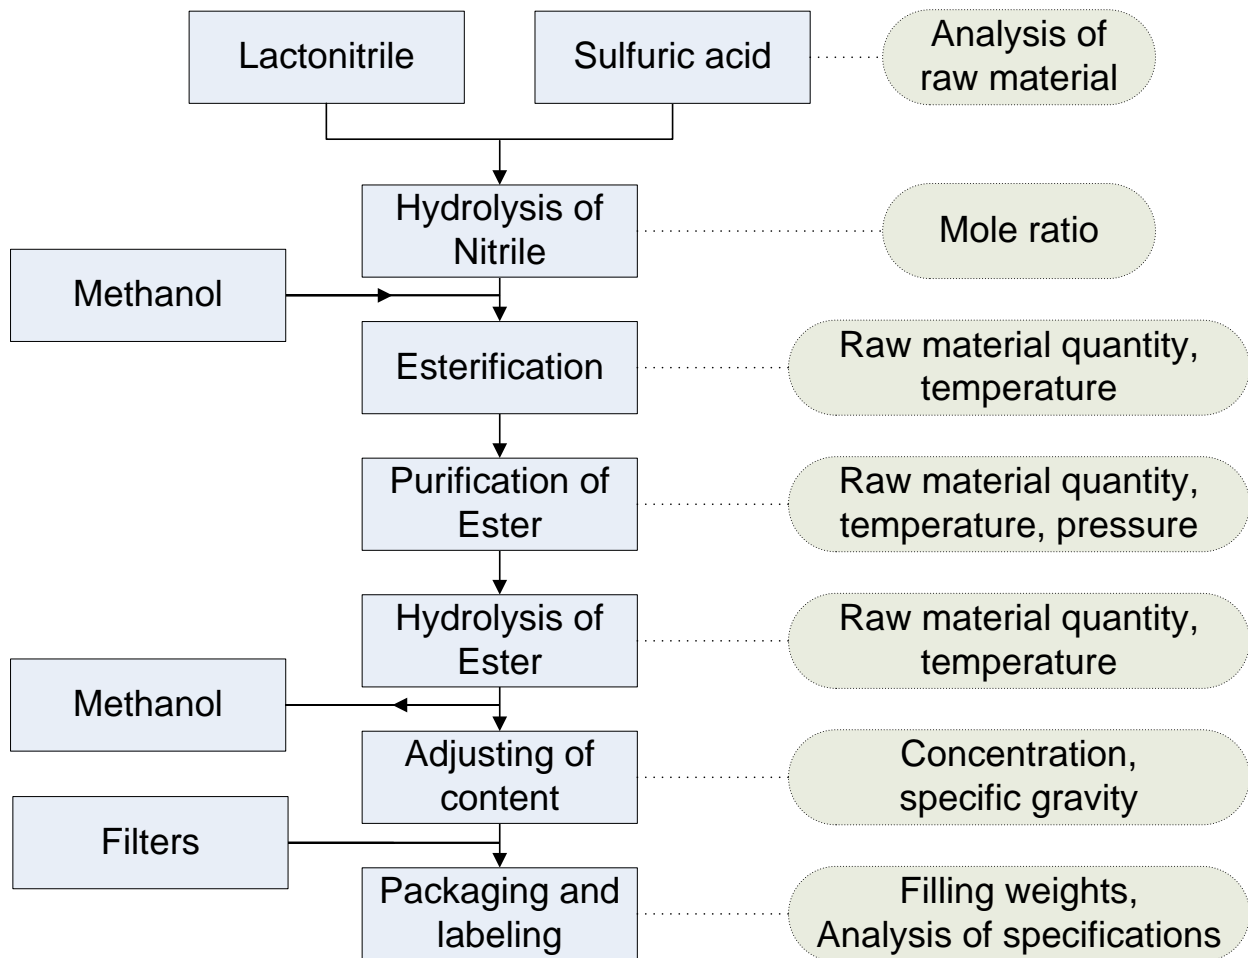 Lactonitrile
Sulfuric acid
Analysis of
raw material
Hydrolysis of
Nitrile
Mole ratio
Methanol
Esterification
Raw material quantity,
temperature
Purification of
Ester
Raw material quantity,
temperature, pressure
Hydrolysis of
Ester
Raw material quantity,
temperature
Methanol
Adjusting of
content
Concentration,
specific gravity
Filters
Packaging and
labeling
Filling weights,
Analysis of specifications